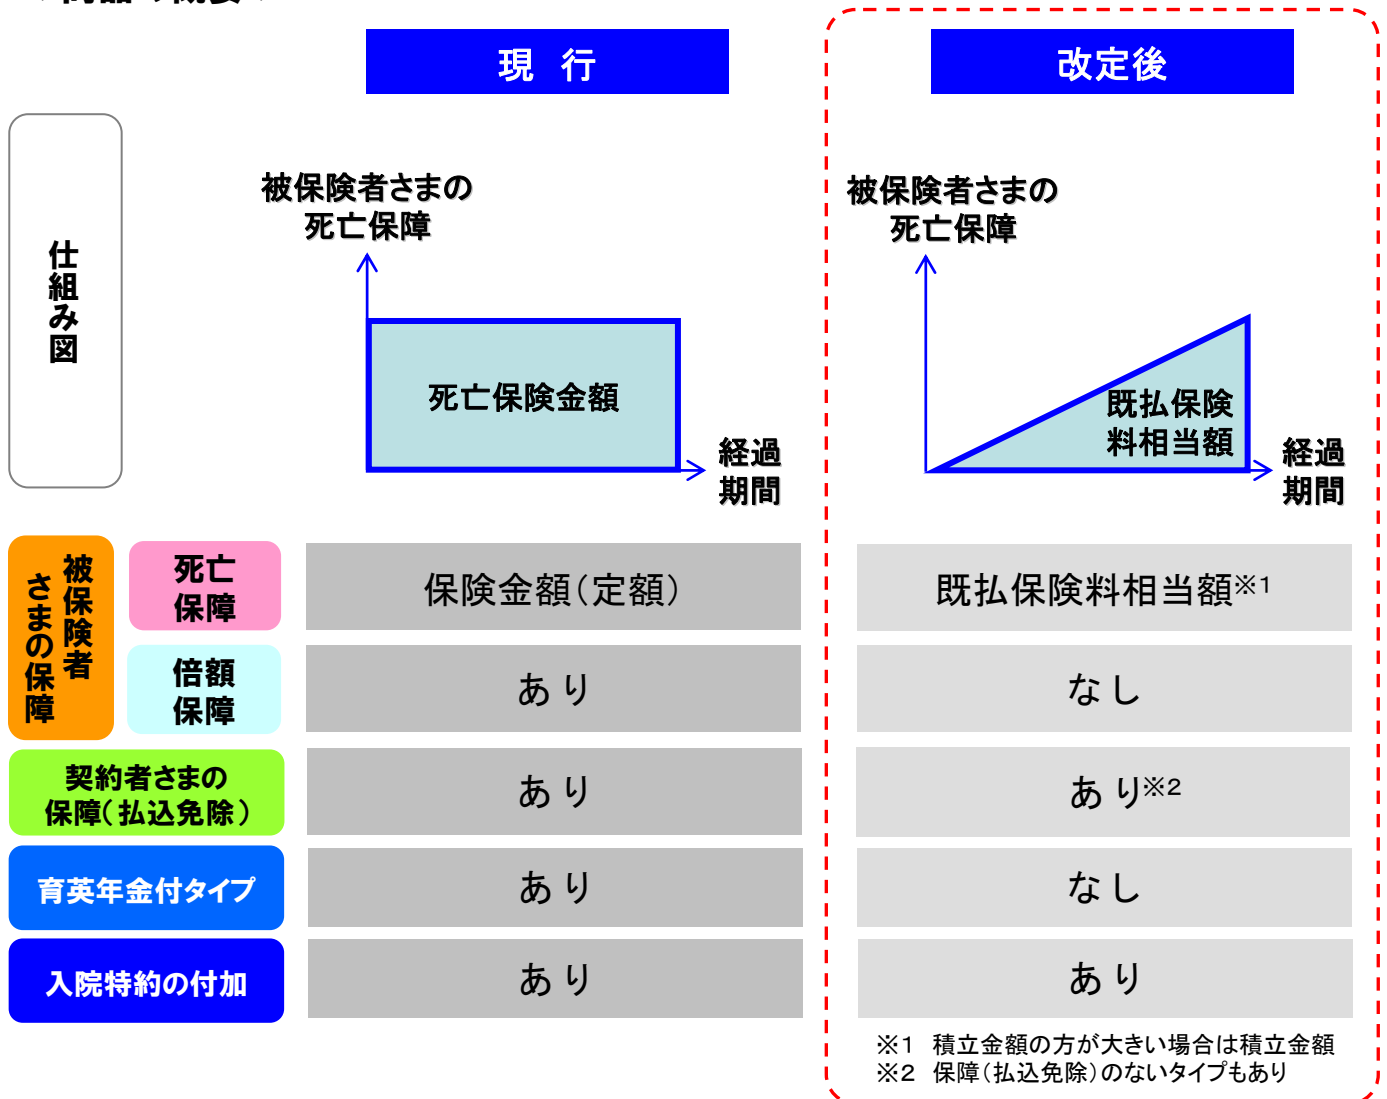 現 行
改定後
仕組み図
被保険者さまの
死亡保障
死亡保険金額
経過
期間
被保険者さまの
死亡保障
既払保険
料相当額
経過
期間
被保険者
さまの保障
死亡
保障
保険金額(定額)
既払保険料相当額※1
倍額
保障
あり
なし
契約者さまの
保障(払込免除)
あり
あり※2
育英年金付タイプ
あり
なし
入院特約の付加
あり
あり
※1 積立金額の方が大きい場合は積立金額
※2 保障(払込免除)のないタイプもあり